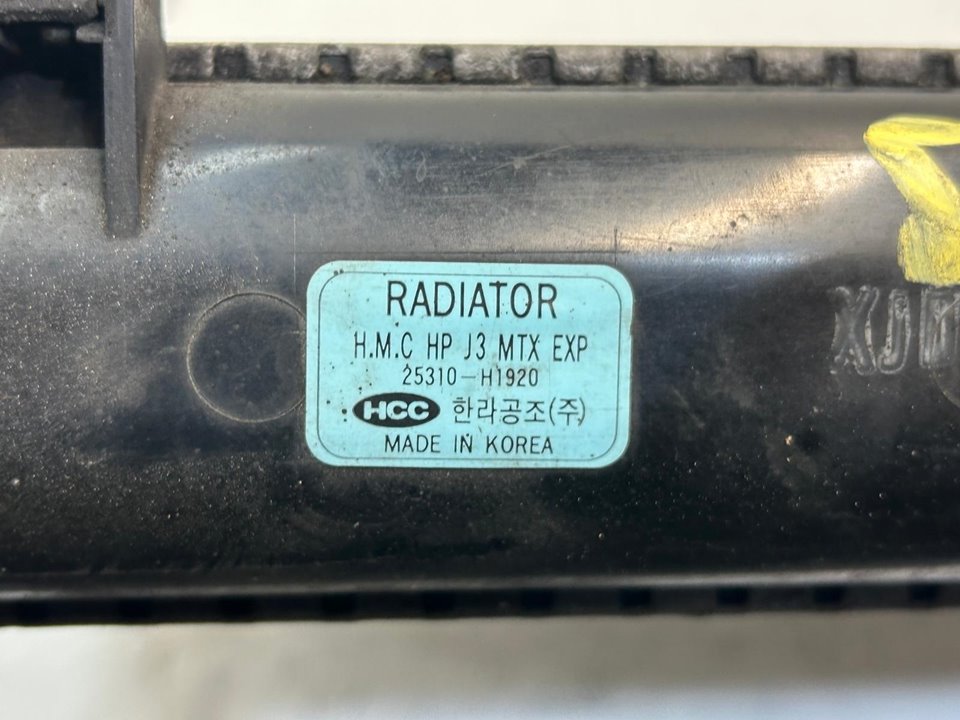 RADIATOR
H.M.C HP J3 MTX EXP
25310-H1920
HCC 한라공조(주)
MADE IN KOREA